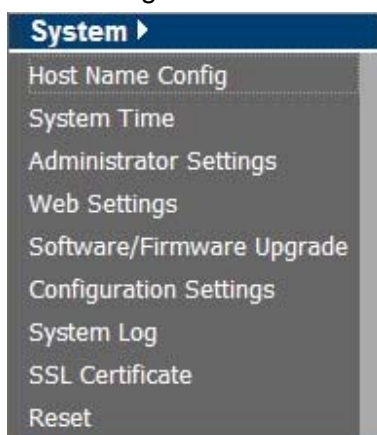 System
Host Name Config
System Time
Administrator Settings
Web Settings
Software/Firmware Upgrade
Configuration Settings
System Log
SSL Certificate
Reset